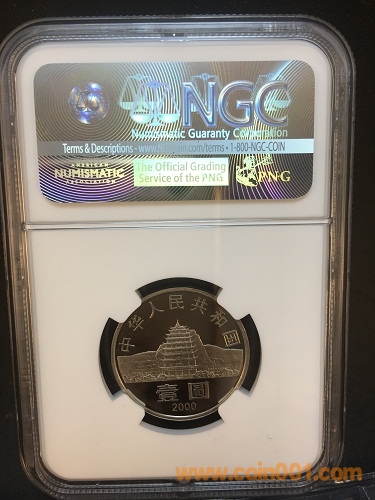 NGC
Numismatic Guaranty Corporation
Terms & Descriptions - www.ngccoin.com/terms • 1-800-NGC-COIN
AMERICAN
NUMISMATIC
ASSOCIATION
The Official Grading
Service of the PNG
PNG
中华人民共和国
壹圆
2000
www.coin001.com